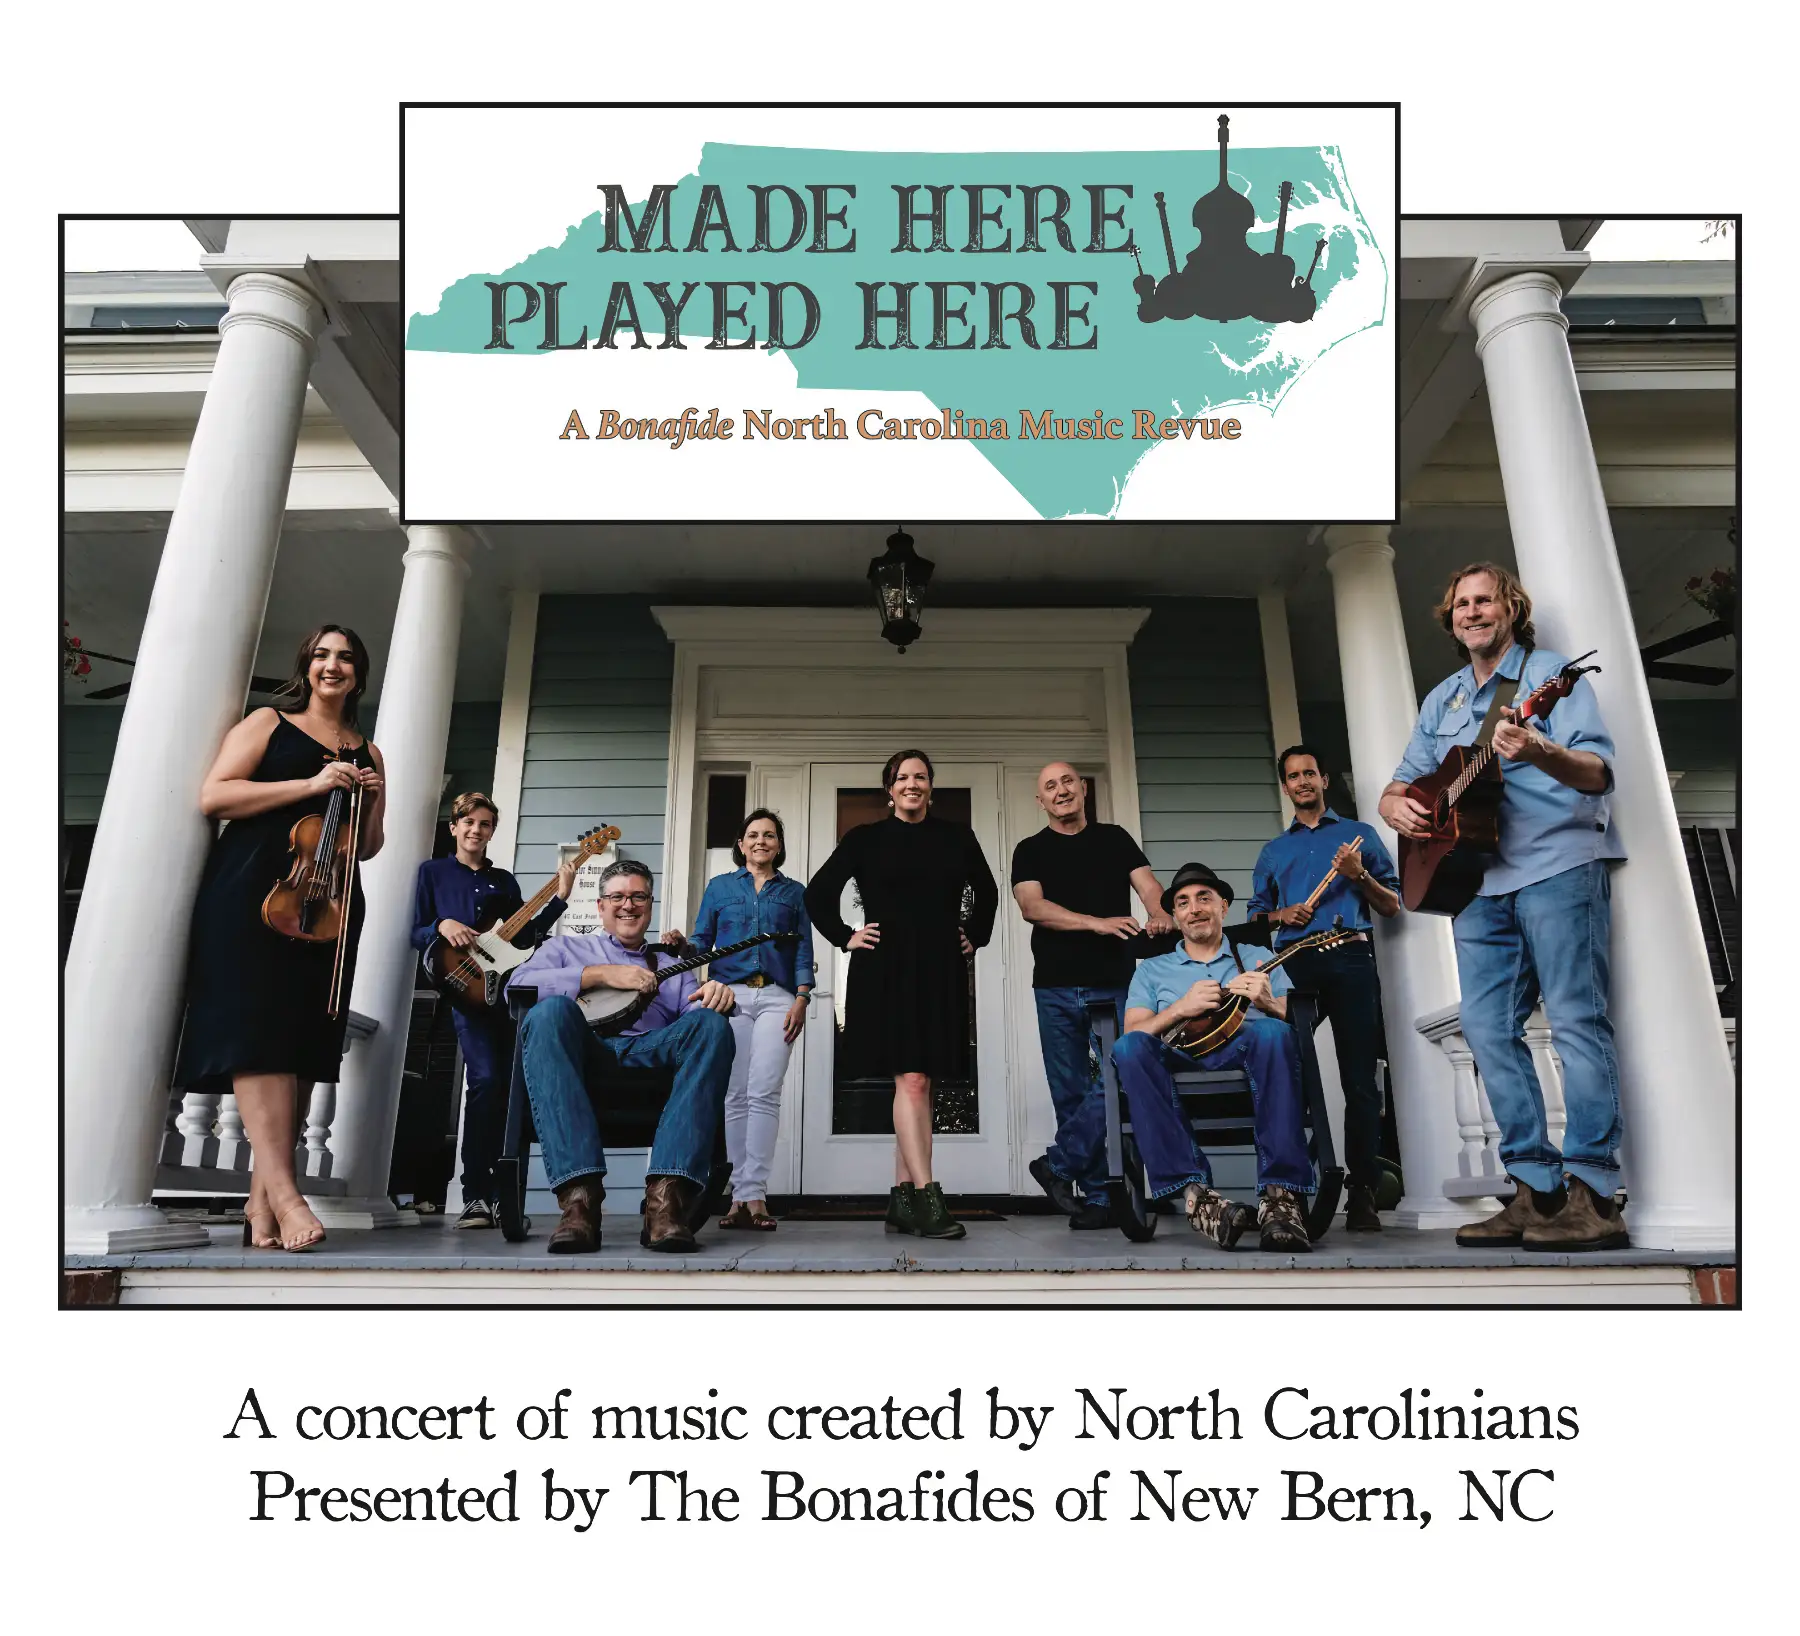 MADE HERE
PLAYED HERE
A Bonafide North Carolina Music Revue
House
A concert of music created by North Carolinians
Presented by The Bonafides of New Bern, NC